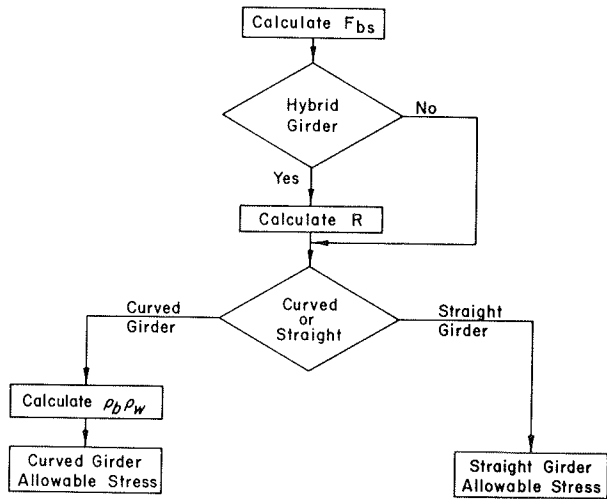 Calculate F_bs
Hybrid
Girder
No
Yes
Calculate R
Curved
Girder
Curved
or
Straight
Straight
Girder
Calculate ρ_b ρ_w
Curved Girder
Allowable Stress
Straight Girder
Allowable Stress